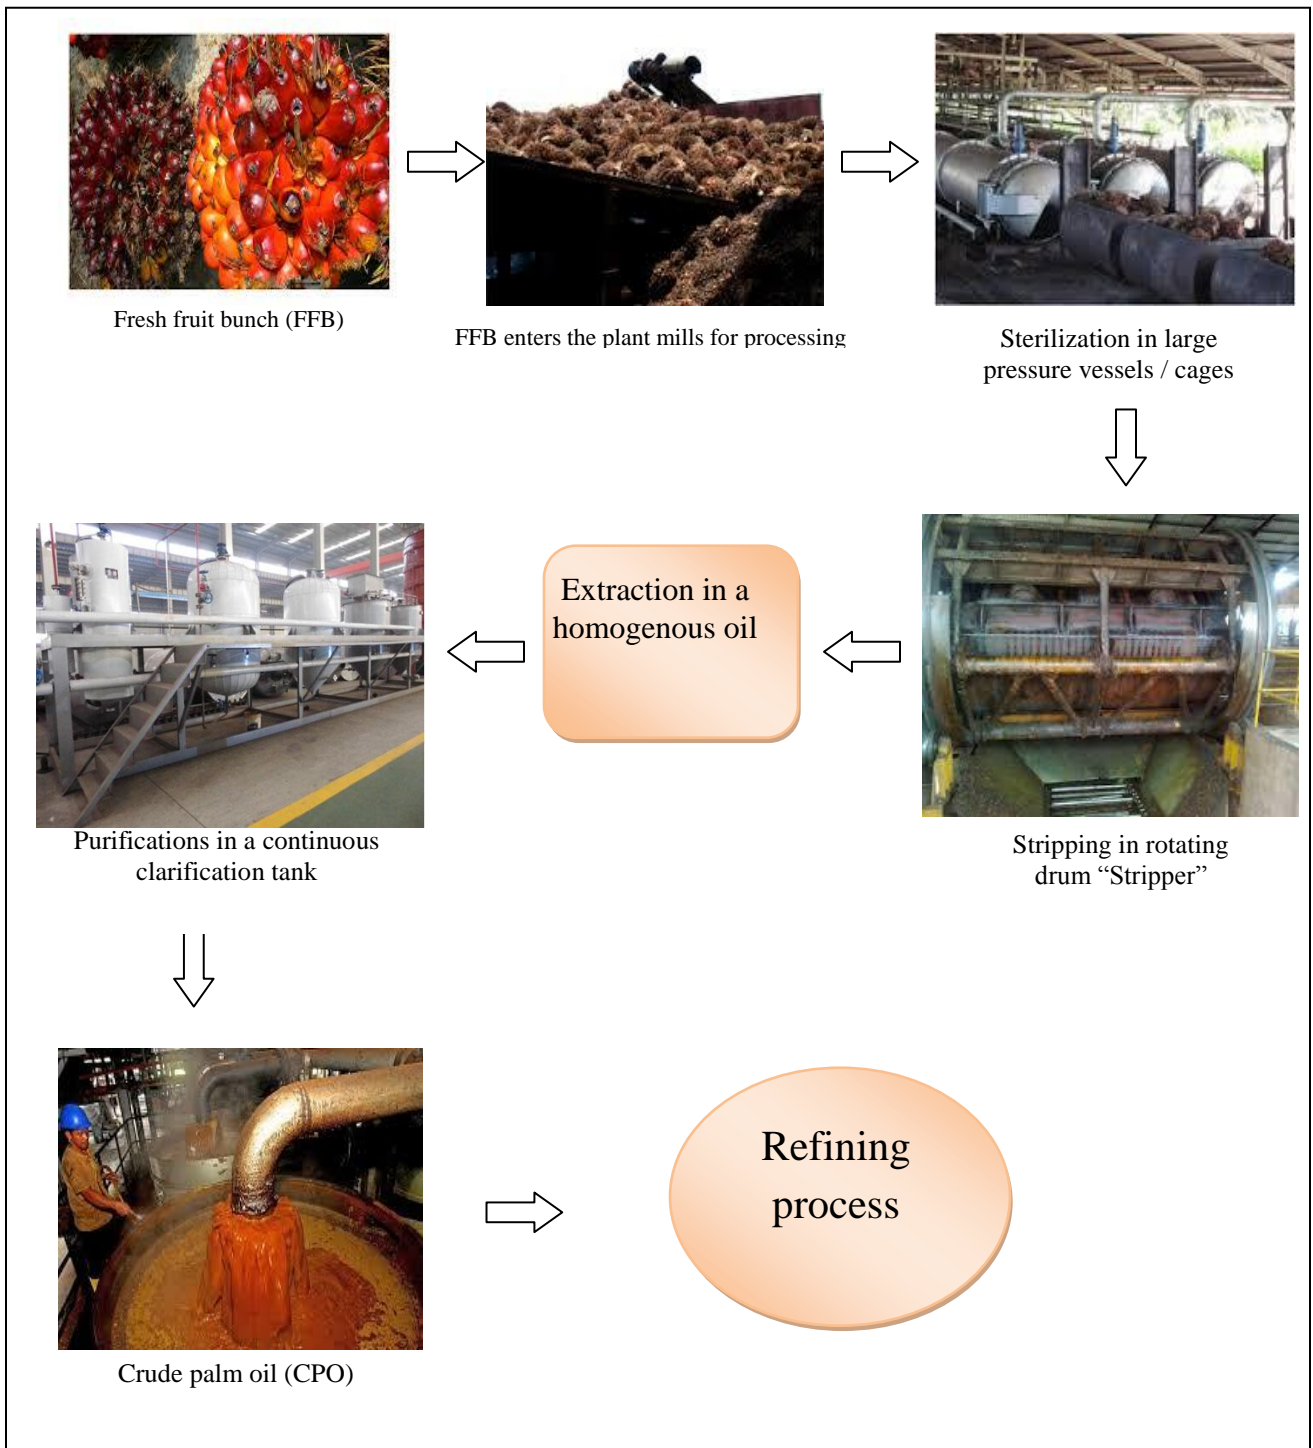 Fresh fruit bunch (FFB)
FFB enters the plant mills for processing
Sterilization in large
pressure vessels / cages
Extraction in a
homogenous oil
Purifications in a continuous
clarification tank
Stripping in rotating
drum “Stripper”
Crude palm oil (CPO)
Refining
process